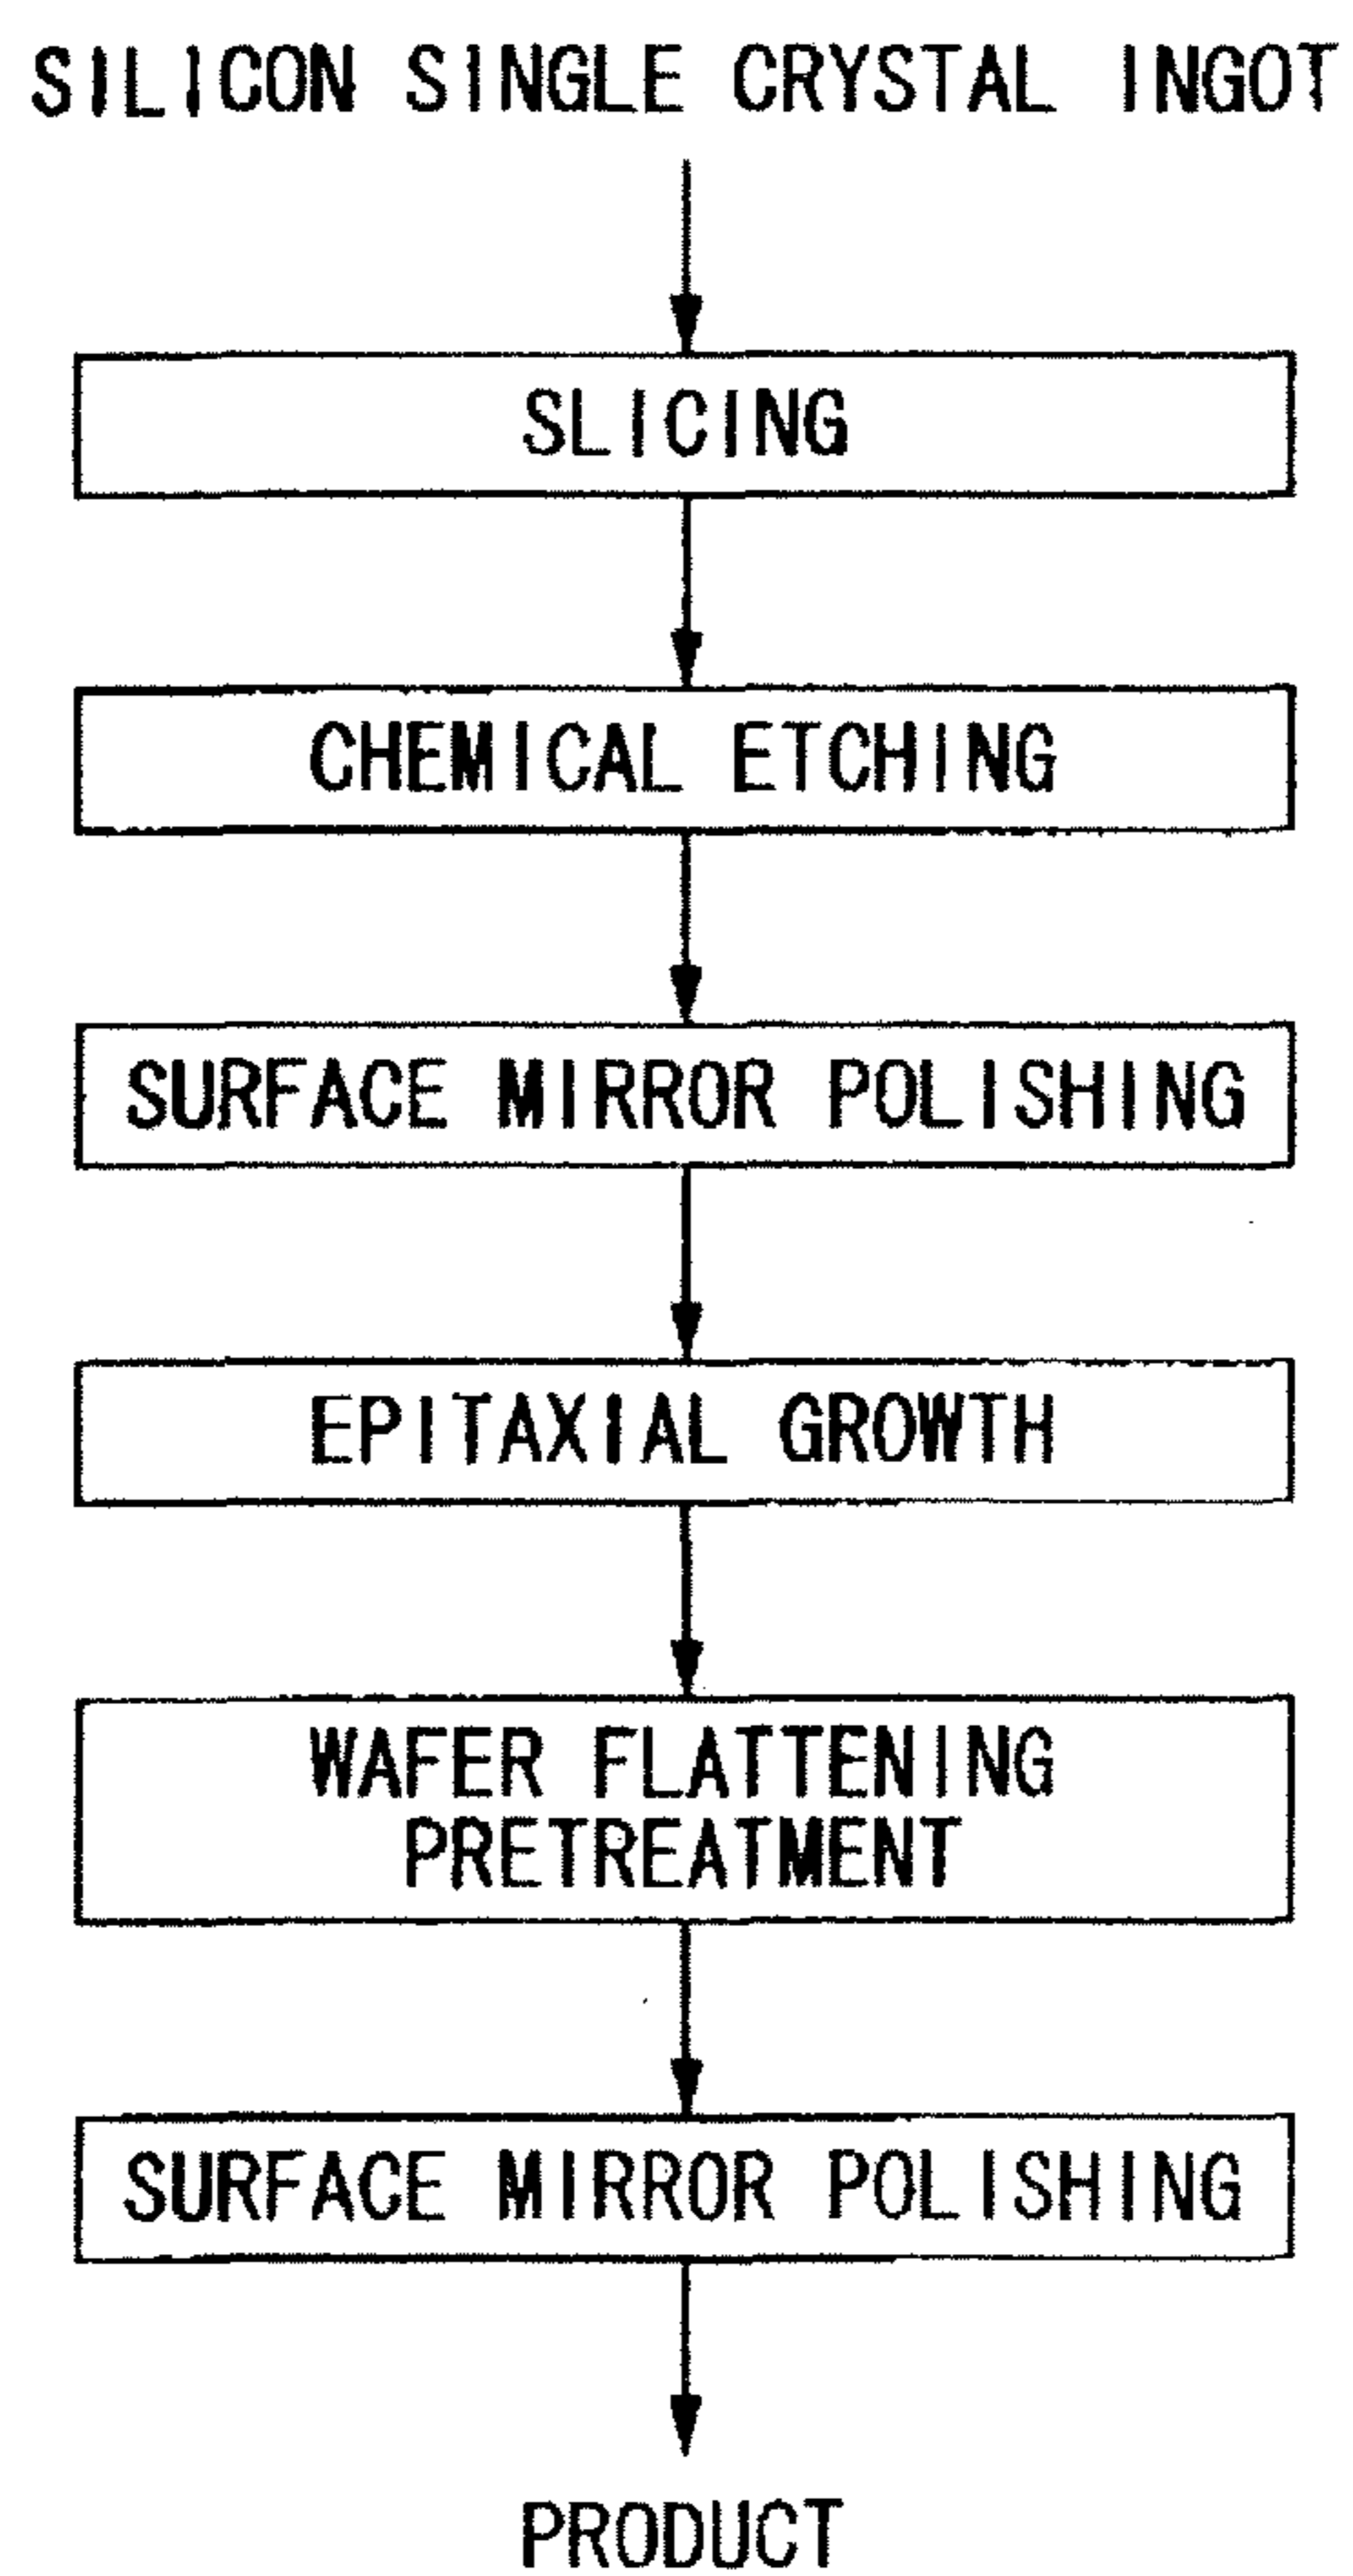 SILICON SINGLE CRYSTAL INGOT
SLICING
CHEMICAL ETCHING
SURFACE MIRROR POLISHING
EPITAXIAL GROWTH
WAFER FLATTENING
PRETREATMENT
SURFACE MIRROR POLISHING
PRODUCT